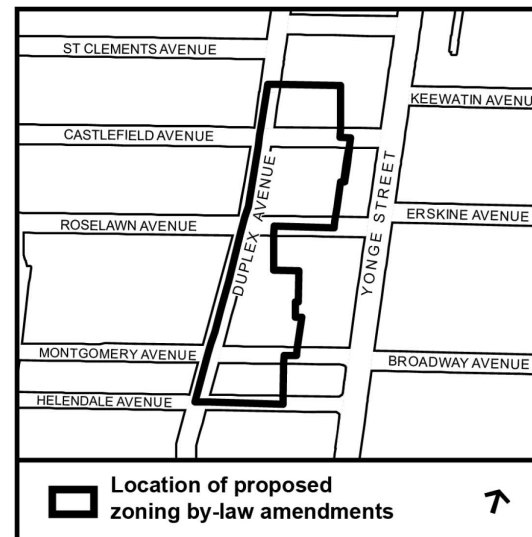 ST CLEMENTS AVENUE
KEEWATIN AVENU
CASTLEFIELD AVENUE
YONGE STREET
DUPLEX AVENUE
ERSKINE AVENUE
ROSELAWN AVENUE
MONTGOMERY AVENUE
BROADWAY AVENUE
HELENDALE AVENUE
Location of proposed
zoning by-law amendments